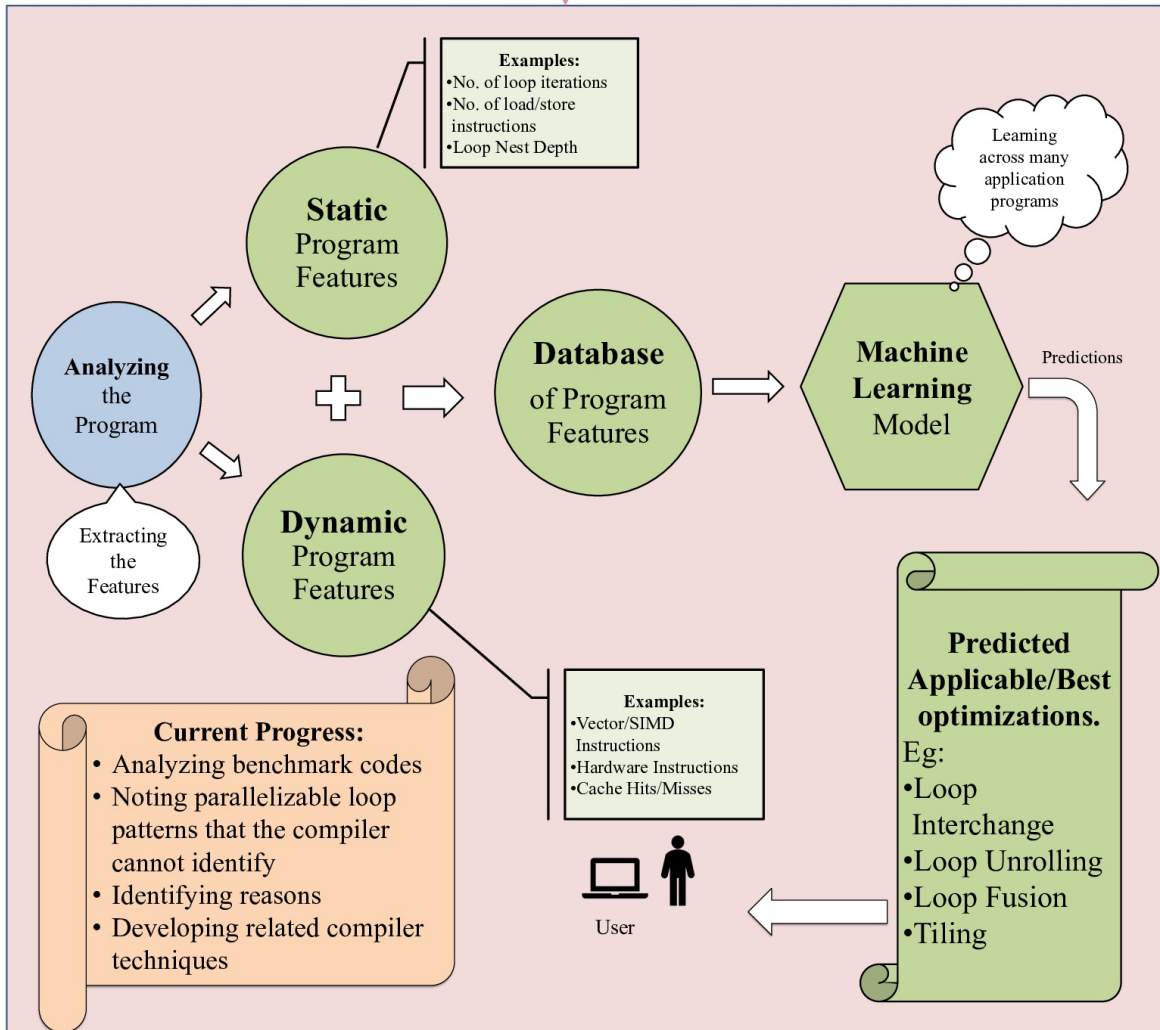 Examples:
•No. of loop iterations
•No. of load/store
instructions
•Loop Nest Depth
Learning
across many
application
programs
Static
Program
Features
Analyzing
the
Program
Database
of Program
Features
Machine
Learning
Model
Predictions
Extracting
the
Features
Dynamic
Program
Features
Examples:
•Vector/SIMD
Instructions
•Hardware Instructions
•Cache Hits/Misses
User
Predicted
Applicable/Best
optimizations.
Eg:
•Loop
Interchange
•Loop Unrolling
•Loop Fusion
•Tiling
Current Progress:
• Analyzing benchmark codes
• Noting parallelizable loop
patterns that the compiler
cannot identify
• Identifying reasons
• Developing related compiler
techniques